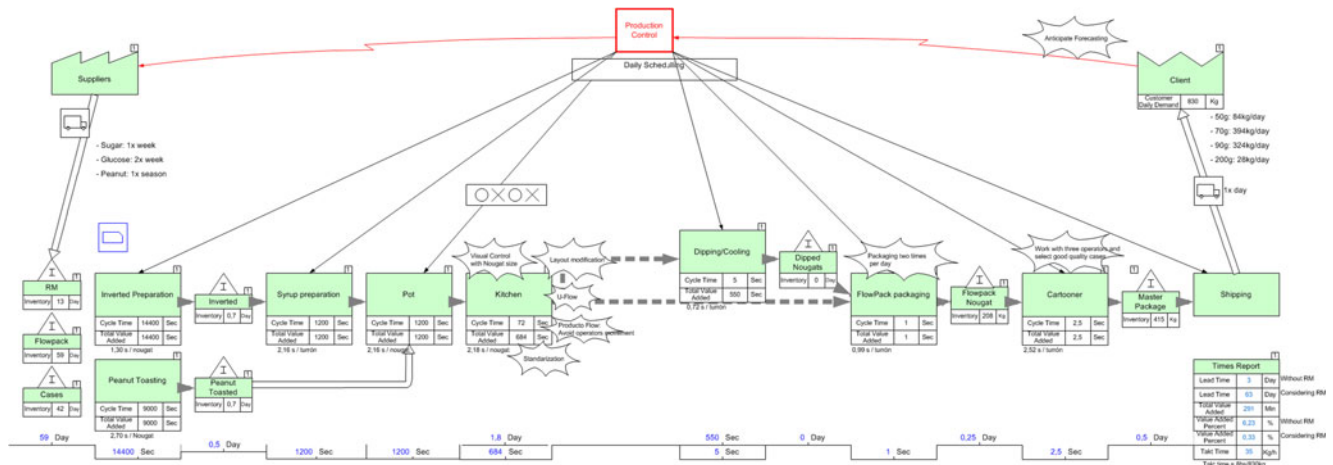 Production
Control
Daily Scheduling
Anticipate Forecasting
1
Suppliers
1
Client
Customer
Daily Demand
830
Kg
- 50g: 84kg/day
- 70g: 394kg/day
- 90g: 324kg/day
- 200g: 28kg/day
- Sugar: 1x week
- Glucose: 2x week
- Peanut: 1x season
1x day
I
RM
Inventory 13 Day
I
Flowpack
Inventory 59 Day
I
Cases
Inventory 42 Day
Inverted Preparation
Cycle Time 14400 Sec
Total Value
Added 14400 Sec
1,30 s / nougat
Peanut Toasting
Cycle Time 9000 Sec
Total Value
Added 9000 Sec
2,70 s / Nougat
I
Inverted
Inventory 0,7 Day
I
Peanut
Toasted
Inventory 0,7 Day
Syrup preparation
Cycle Time 1200 Sec
Total Value
Added 1200 Sec
2,16 s / turrón
Pot
Cycle Time 1200 Sec
Total Value
Added 1200 Sec
2,16 s / nougat
Visual Control
with Nougat size
Kitchen
Cycle Time 72 Sec
Total Value
Added 684 Sec
2,18 s / nougat
Layout modification
U-Flow
Producto Flow:
Avoid operators
Standarization
Dipping/Cooling
Cycle Time 5 Sec
Total Value
Added 550 Sec
0,72 s / turrón
I
Dipped
Nougats
Inventory 0 Day
Packaging two times
per day
FlowPack packaging
Cycle Time 1 Sec
Total Value
Added 1 Sec
0,99 s / turrón
I
Flowpack
Nougat
Inventory 208 Kg
Work with three operators and
select good quality cases
Cartooner
Cycle Time 2,5 Sec
Total Value
Added 2,5 Sec
2,52 s / turrón
I
Master
Package
Inventory 415 Kg
Shipping
Times Report
Lead Time 3 Day Without RM
Lead Time 63 Day Considering RM
Total Value
Added 291 Min
Value Added
Percent % Without RM
Value Added
Percent 0,33 % Considering RM
Takt Time 35 Kg/h
59 Day
14400 Sec
0,5 Day
1200 Sec
1200 Sec
1,8 Day
684 Sec
550 Sec
5 Sec
0 Day
1 Sec
0,25 Day
2,5 Sec
0,5 Day